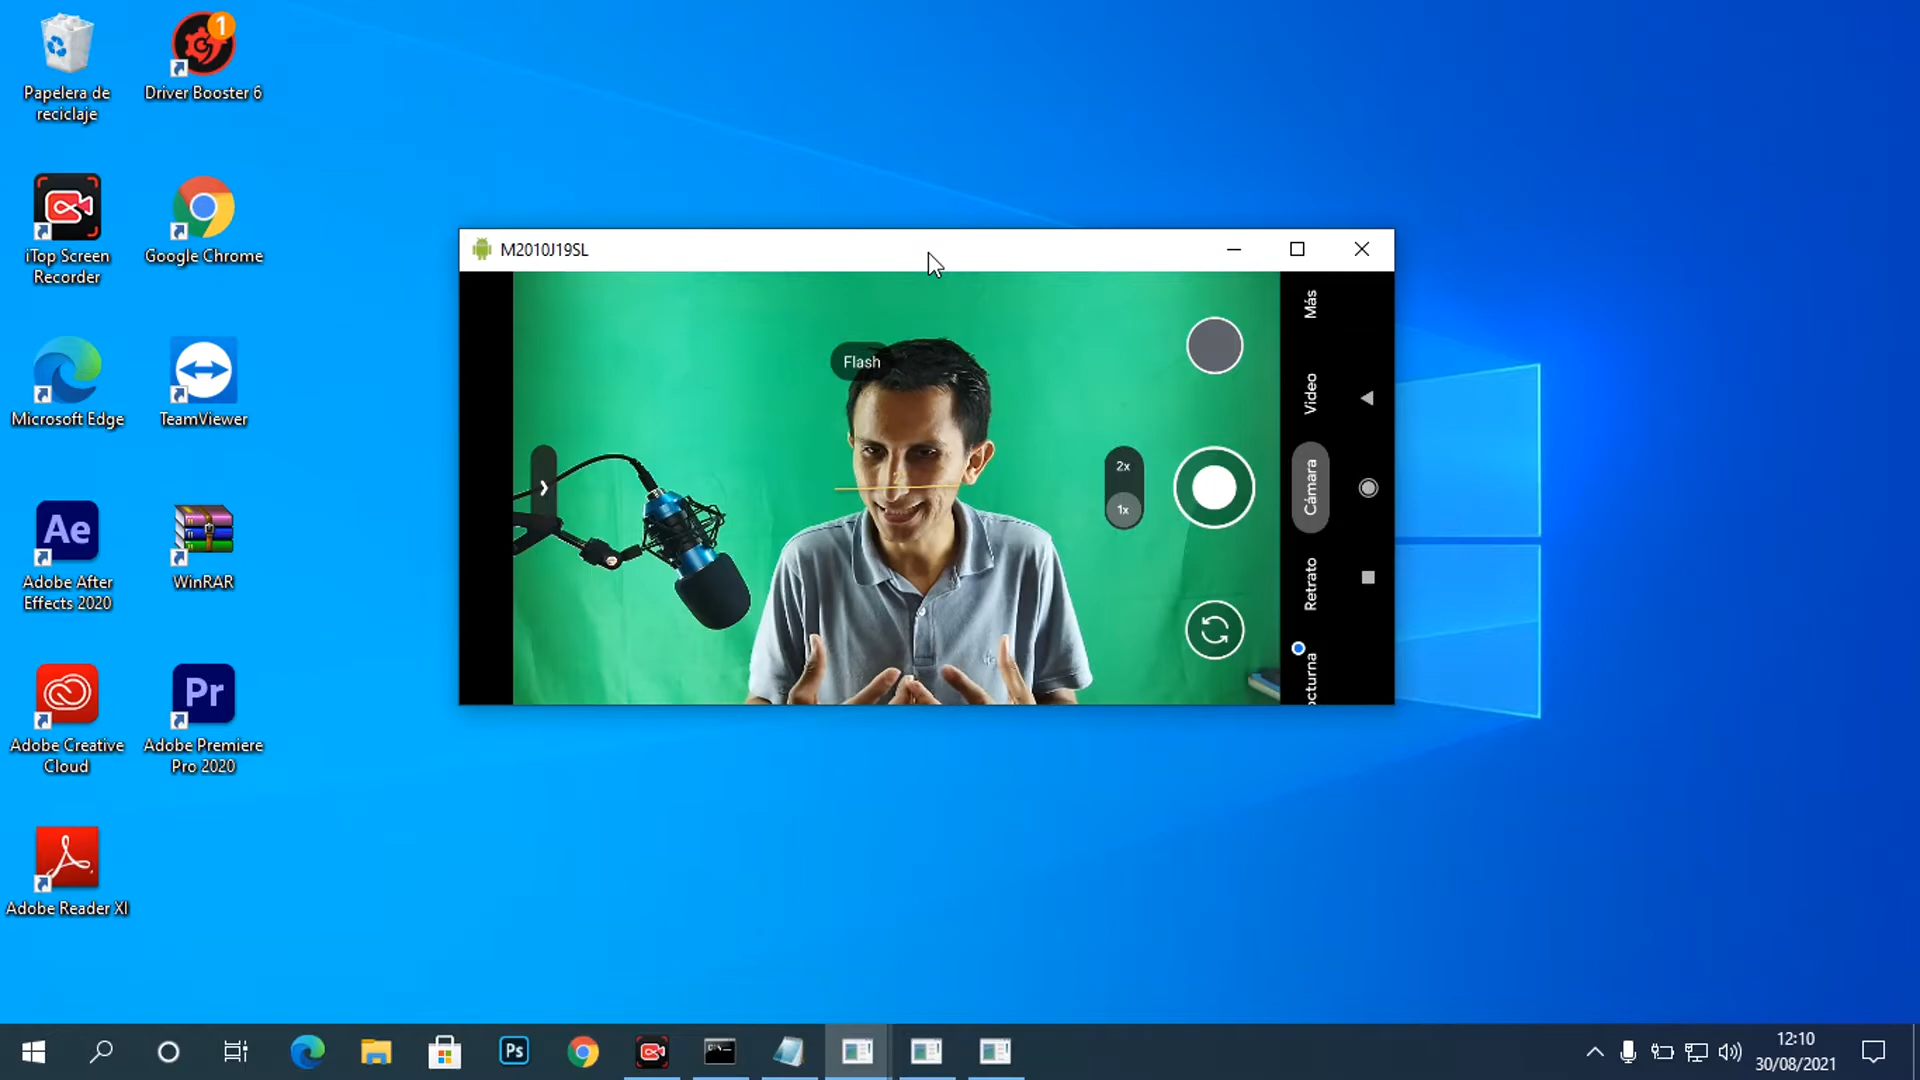 Papelera de
reciclaje
1
Driver Booster 6
iTop Screen
Recorder
Google Chrome
Microsoft Edge
TeamViewer
Ae
Adobe After
Effects 2020
WinRAR
Adobe Creative
Cloud
Pr
Adobe Premiere
Pro 2020
Adobe Reader XI
M2010J19SL
Flash
2x
1x
Más
Video
Cámara
Retrato
octurna
Ps
12:10
30/08/2021